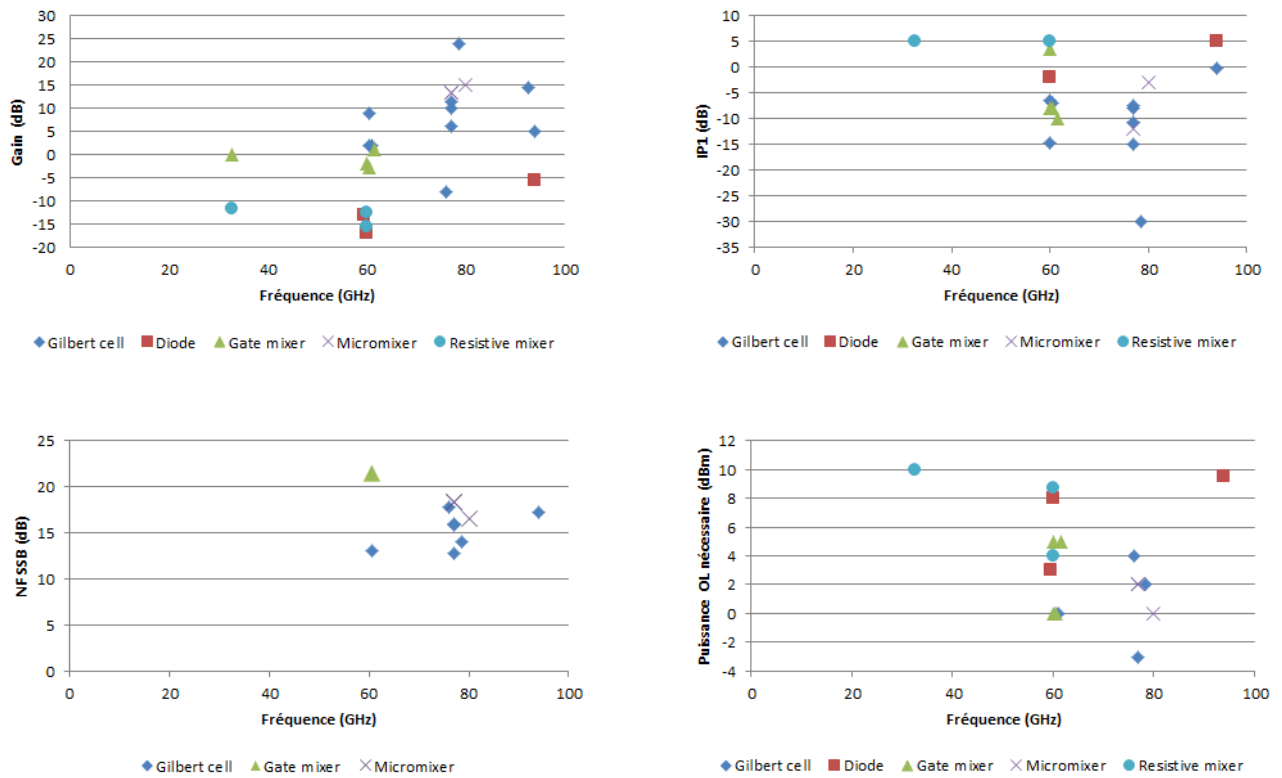 Gain (dB)
30
25
20
15
10
5
0
-5
-10
-15
-20
0 20 40 60 80 100
Fréquence (GHz)
Gilbert cell Diode Gate mixer Micromixer Resistive mixer
IP1 (dB)
10
5
0
-5
-10
-15
-20
-25
-30
-35
0 20 40 60 80 100
Fréquence (GHz)
Gilbert cell Diode Gate mixer Micromixer Resistive mixer
NF SSB (dB)
25
20
15
10
5
0
0 20 40 60 80 100
Fréquence (GHz)
Gilbert cell Gate mixer Micromixer
Puissance OL nécessaire (dBm)
12
10
8
6
4
2
0
-2
-4
0 20 40 60 80 100
Fréquence (GHz)
Gilbert cell Diode Gate mixer Micromixer Resistive mixer